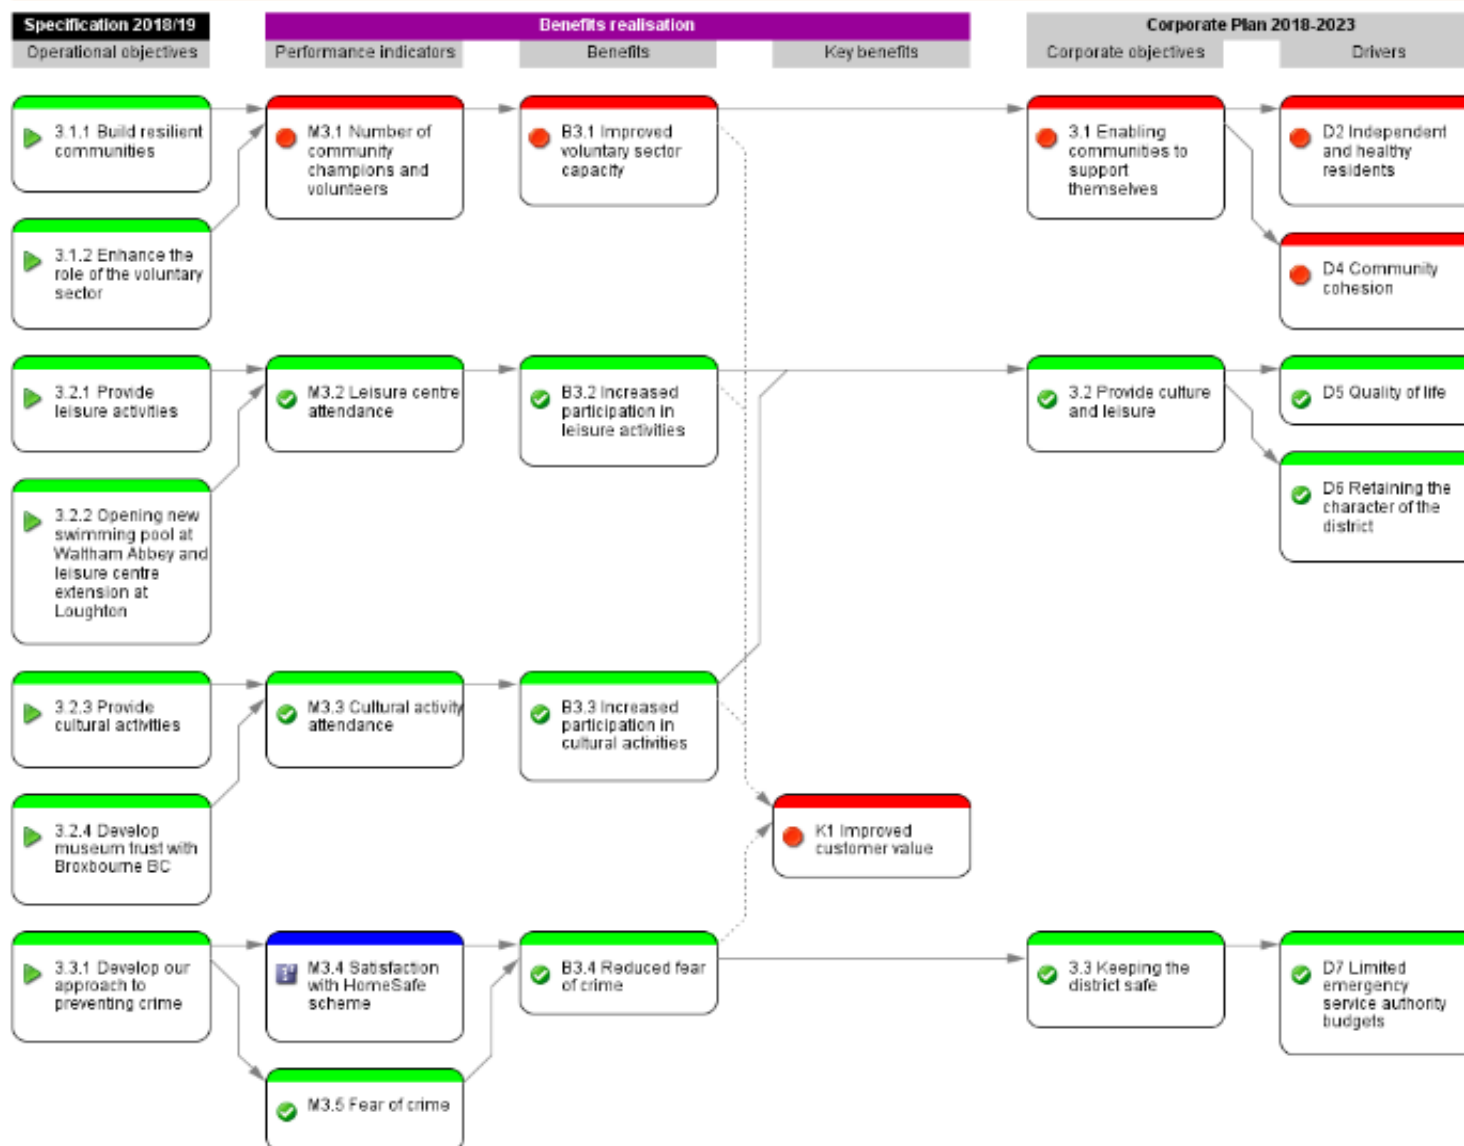 Specification 2018/19
Benefits realisation
Corporate Plan 2018-2023
Operational objectives
Performance indicators
Benefits
Key benefits
Corporate objectives
Drivers
3.1.1 Build resilient
communities
M3.1 Number of
community
champions and
volunteers
B3.1 Improved
voluntary sector
capacity
3.1 Enabling
communities to
support
themselves
D2 Independent
and healthy
residents
3.1.2 Enhance the
role of the voluntary
sector
D4 Community
cohesion
3.2.1 Provide
leisure activities
M3.2 Leisure centre
attendance
B3.2 Increased
participation in
leisure activities
3.2 Provide culture
and leisure
D5 Quality of life
3.2.2 Opening new
swimming pool at
Waltham Abbey and
leisure centre
extension at
Loughton
D6 Retaining the
character of the
district
3.2.3 Provide
cultural activities
M3.3 Cultural activity
attendance
B3.3 Increased
participation in
cultural activities
3.2.4 Develop
museum trust with
Broxbourne BC
K1 Improved
customer value
3.3.1 Develop our
approach to
preventing crime
M3.4 Satisfaction
with HomeSafe
scheme
B3.4 Reduced fear
of crime
3.3 Keeping the
district safe
D7 Limited
emergency
service authority
budgets
M3.5 Fear of crime